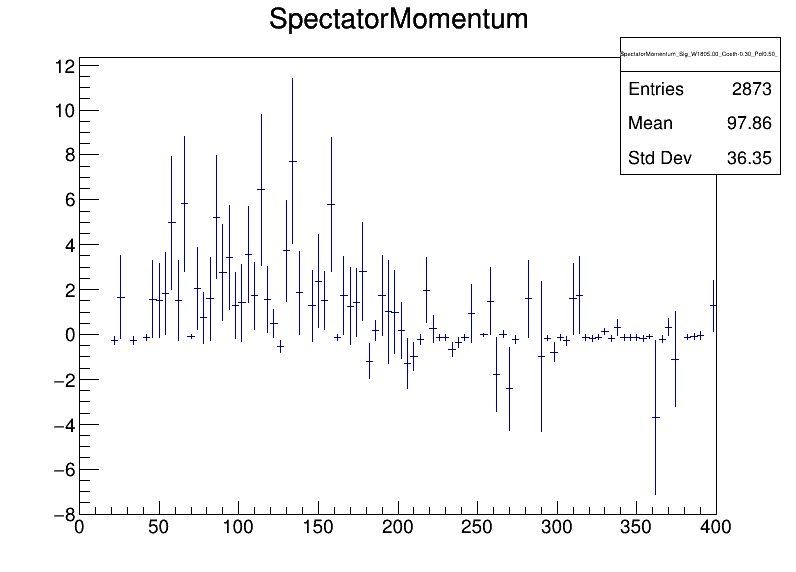 SpectatorMomentum
SpectatorMomentum_Sig_W1805.00_Costh-0.30_Pol0.50_
Entries 2873
Mean 97.86
Std Dev 36.35
12
10
8
6
4
2
0
−2
−4
−6
−8
0 50 100 150 200 250 300 350 400